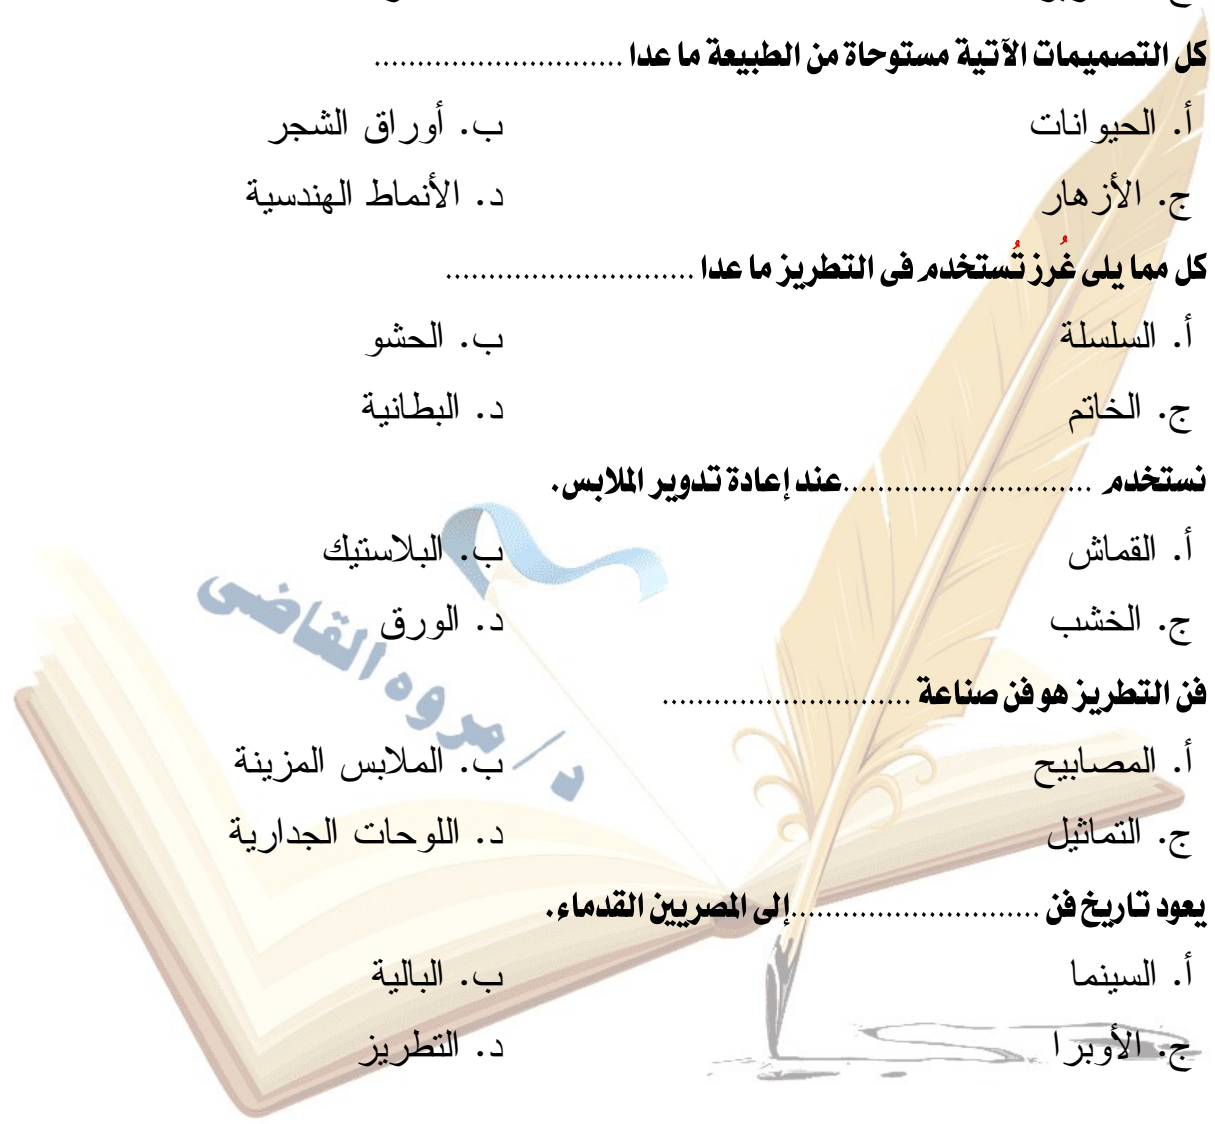 كل التصميمات الآتية مستوحاة من الطبيعة ما عدا .............................
أ. الحيوانات ب. أوراق الشجر
ج. الأزهار د. الأنماط الهندسية
كل مما يلى غُرز تُستخدم فى التطريز ما عدا .............................
أ. السلسلة ب. الحشو
ج. الخاتم د. البطانية
نستخدم .............................عند إعادة تدوير الملابس.
أ. القماش ب. البلاستيك
ج. الخشب د. الورق
فن التطريز هو فن صناعة .............................
أ. المصابيح ب. الملابس المزينة
ج. التماثيل د. اللوحات الجدارية
يعود تاريخ فن .............................إلى المصريين القدماء.
أ. السينما ب. البالية
ج. الأوبرا د. التطريز
د/ مروه القاضى